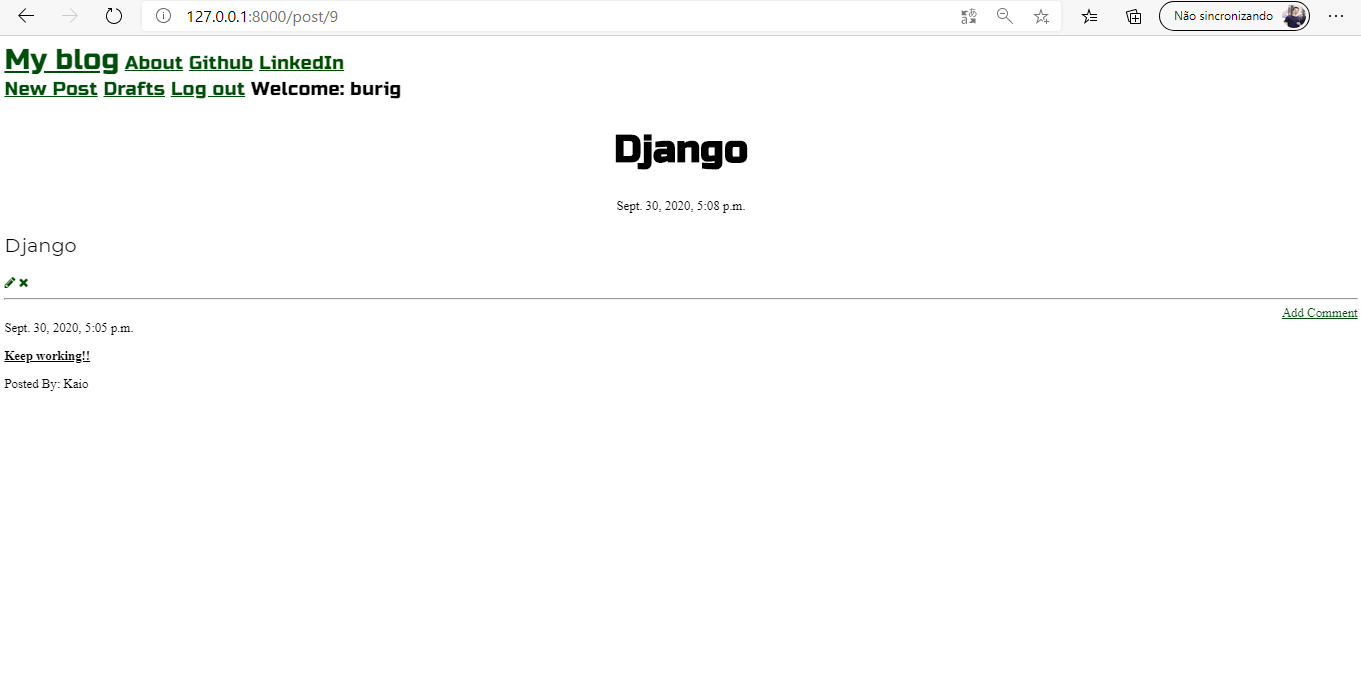 127.0.0.1:8000/post/9
Não sincronizando
My blog About Github LinkedIn
New Post Drafts Log out Welcome: burig
Django
Sept. 30, 2020, 5:08 p.m.
Django
Add Comment
Sept. 30, 2020, 5:05 p.m.
Keep working!!
Posted By: Kaio